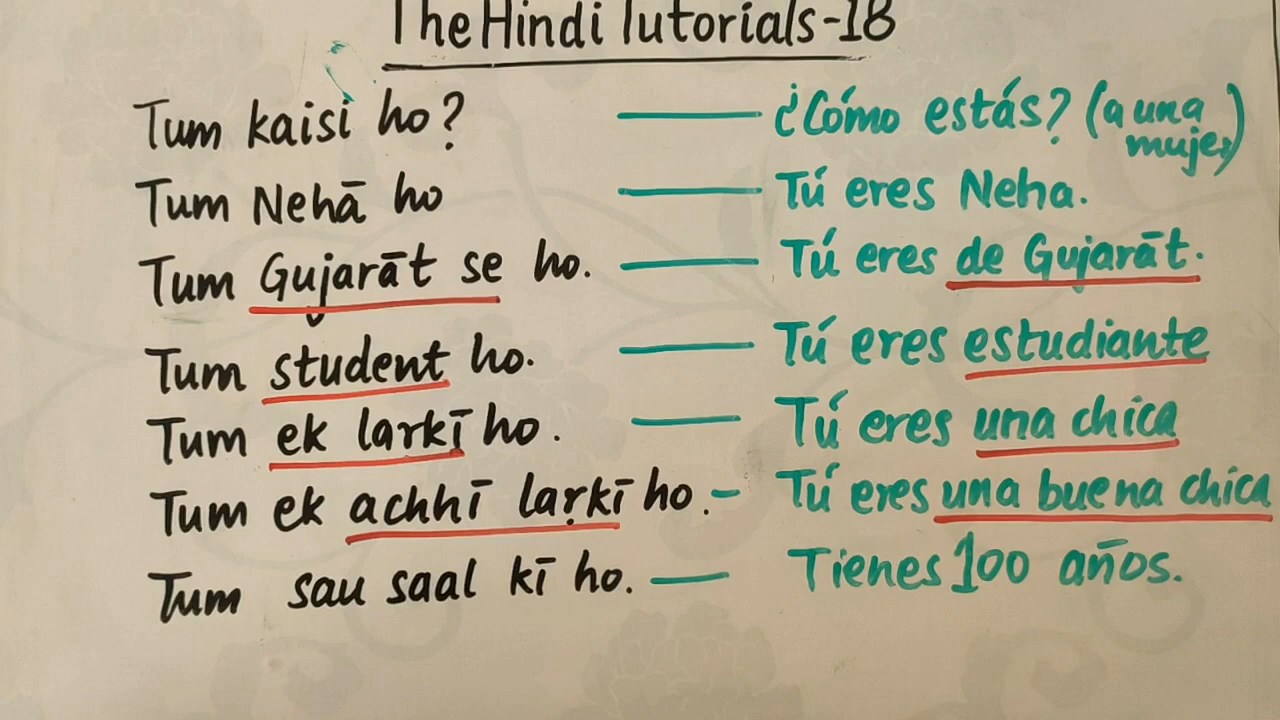 The Hindi Tutorials-18
Tum kaisi ho? — ¿Cómo estás? (a una mujer)
Tum Nehā ho — Tú eres Neha.
Tum Gujarāt se ho. — Tú eres de Gujarāt.
Tum student ho. — Tú eres estudiante
Tum ek larkī ho. — Tú eres una chica
Tum ek achhī laṛkī ho. — Tú eres una buena chica
Tum sau saal kī ho. — Tienes 100 años.